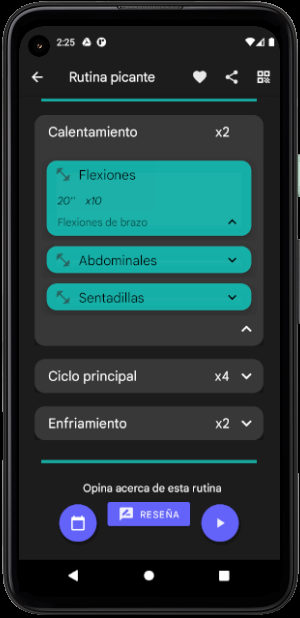 2:25
Rutina picante
Calentamiento x2
Flexiones
20'' x10
Flexiones de brazo
Abdominales
Sentadillas
Ciclo principal x4
Enfriamiento x2
Opina acerca de esta rutina
RESEÑA